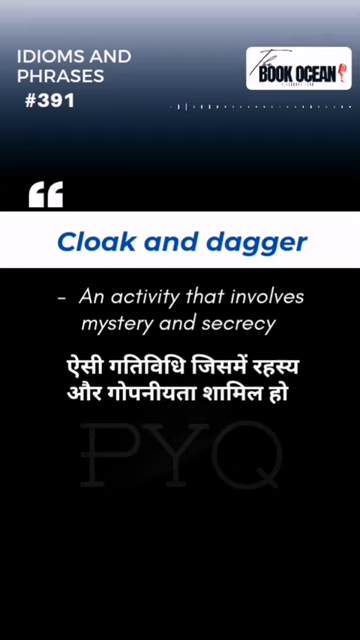 IDIOMS AND
PHRASES
#391
The
BOOK OCEAN
“
Cloak and dagger
- An activity that involves
mystery and secrecy
ऐसी गतिविधि जिसमें रहस्य
और गोपनीयता शामिल हो
PYQ